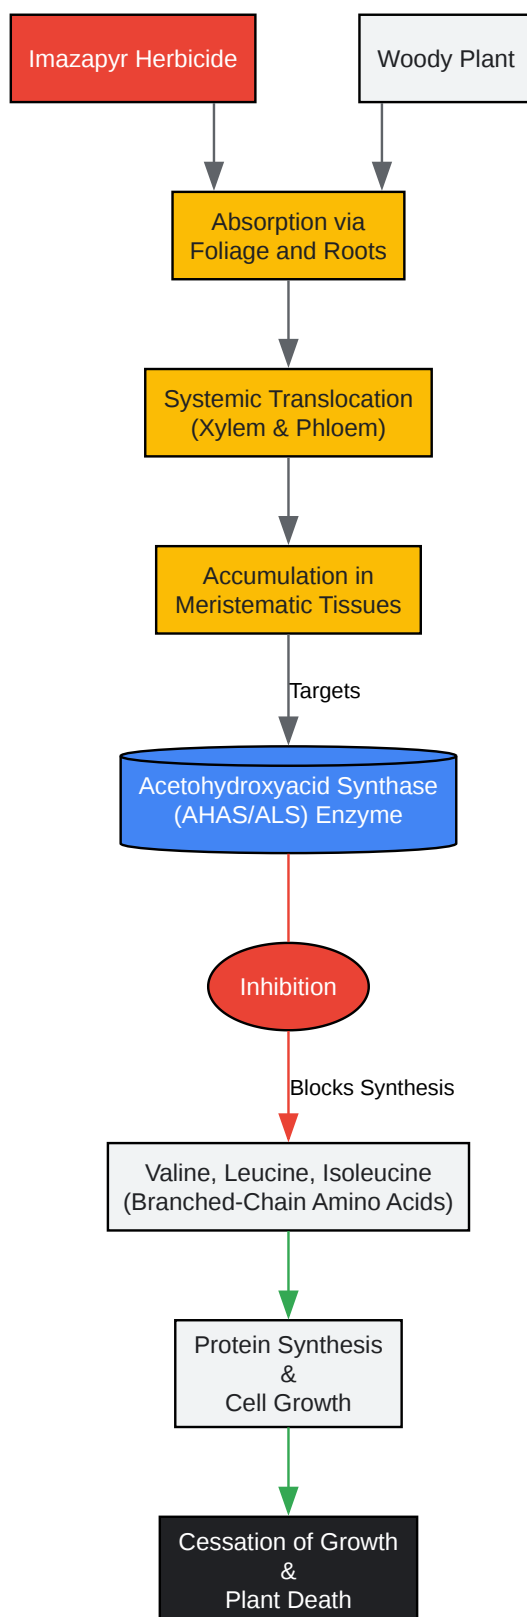 Imazapyr Herbicide
Woody Plant
Absorption via
Foliage and Roots
Systemic Translocation
(Xylem & Phloem)
Accumulation in
Meristematic Tissues
Targets
Acetohydroxyacid Synthase
(AHAS/ALS) Enzyme
Inhibition
Blocks Synthesis
Valine, Leucine, Isoleucine
(Branched-Chain Amino Acids)
Protein Synthesis
&
Cell Growth
Cessation of Growth
&
Plant Death